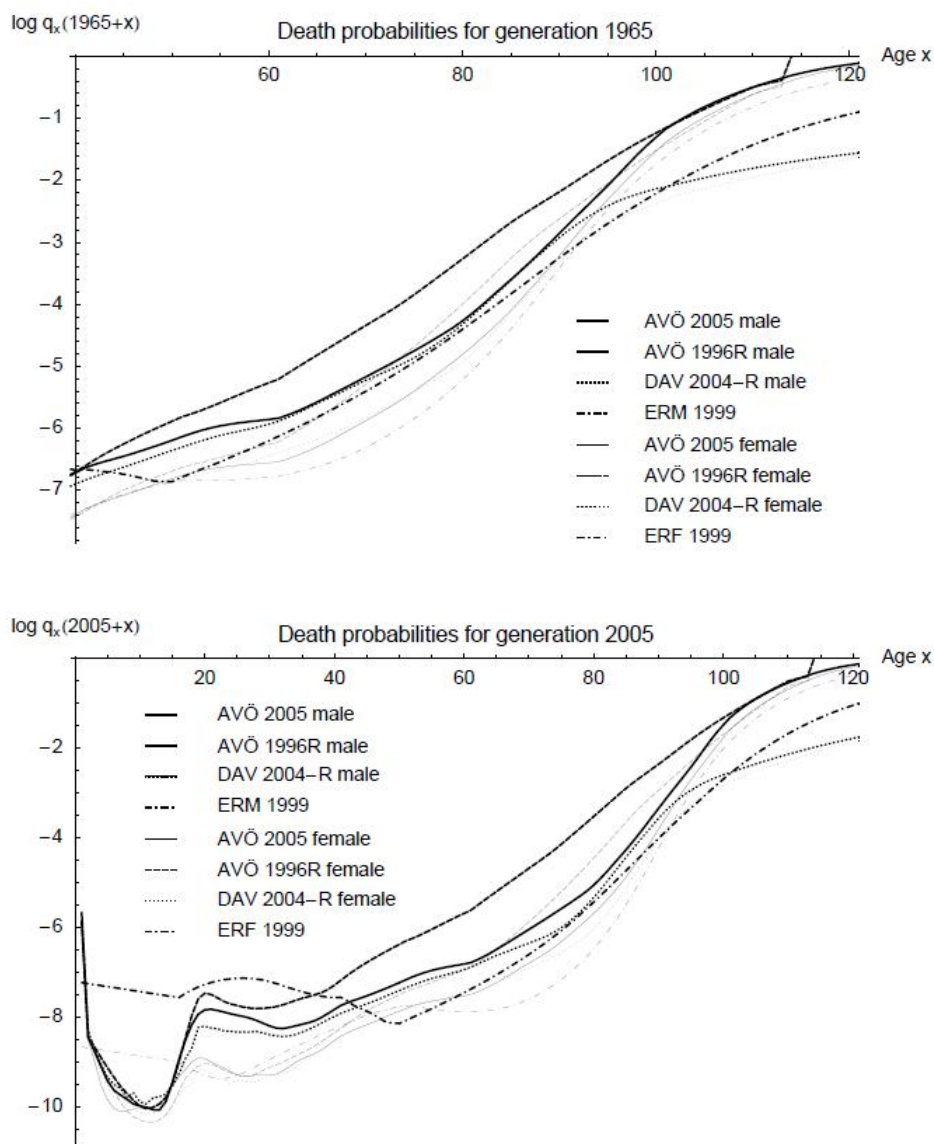 log qₓ(1965+x)
Death probabilities for generation 1965
Age x
60
80
100
120
−1
−2
−3
−4
−5
−6
−7
AVÖ 2005 male
AVÖ 1996R male
DAV 2004−R male
ERM 1999
AVÖ 2005 female
AVÖ 1996R female
DAV 2004−R female
ERF 1999
log qₓ(2005+x)
Death probabilities for generation 2005
Age x
20
40
60
80
100
120
AVÖ 2005 male
AVÖ 1996R male
−2
DAV 2004−R male
ERM 1999
AVÖ 2005 female
−4
AVÖ 1996R female
DAV 2004−R female
ERF 1999
−6
−8
−10